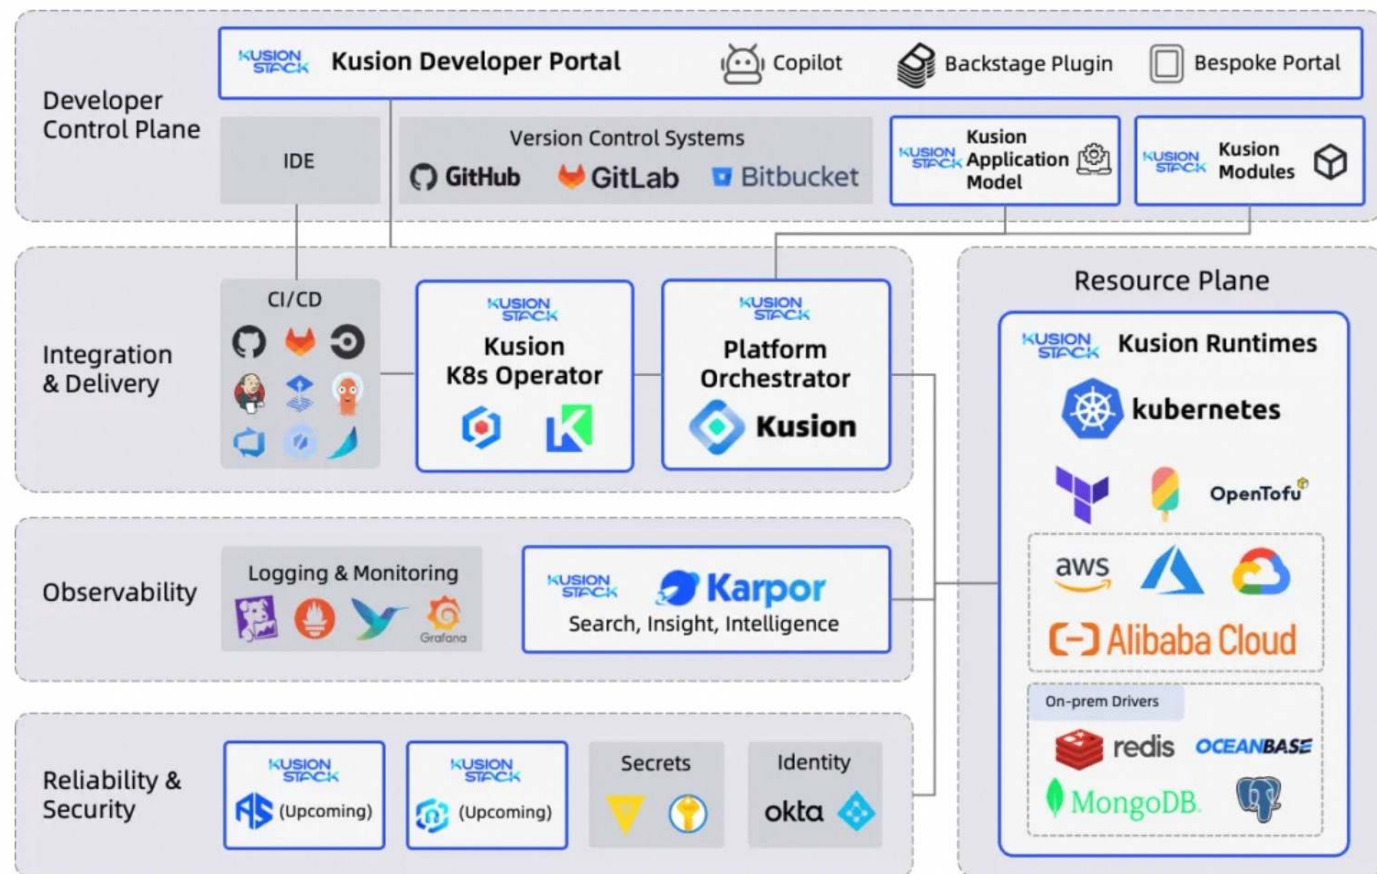 KUSION
STACK
Kusion Developer Portal
Copilot
Backstage Plugin
Bespoke Portal
Developer
Control Plane
IDE
Version Control Systems
GitHub
GitLab
Bitbucket
KUSION
STACK
Kusion
Application
Model
KUSION
STACK
Kusion
Modules
Integration
& Delivery
CI/CD
KUSION
STACK
Kusion
K8s Operator
KUSION
STACK
Platform
Orchestrator
Kusion
Observability
Logging & Monitoring
Grafana
KUSION
STACK
Karpor
Search, Insight, Intelligence
Reliability &
Security
KUSION
STACK
AS (Upcoming)
KUSION
STACK
(Upcoming)
Secrets
Identity
okta
Resource Plane
KUSION
STACK
Kusion Runtimes
kubernetes
OpenTofu
aws
Alibaba Cloud
On-prem Drivers
redis
OCEANBASE
MongoDB.